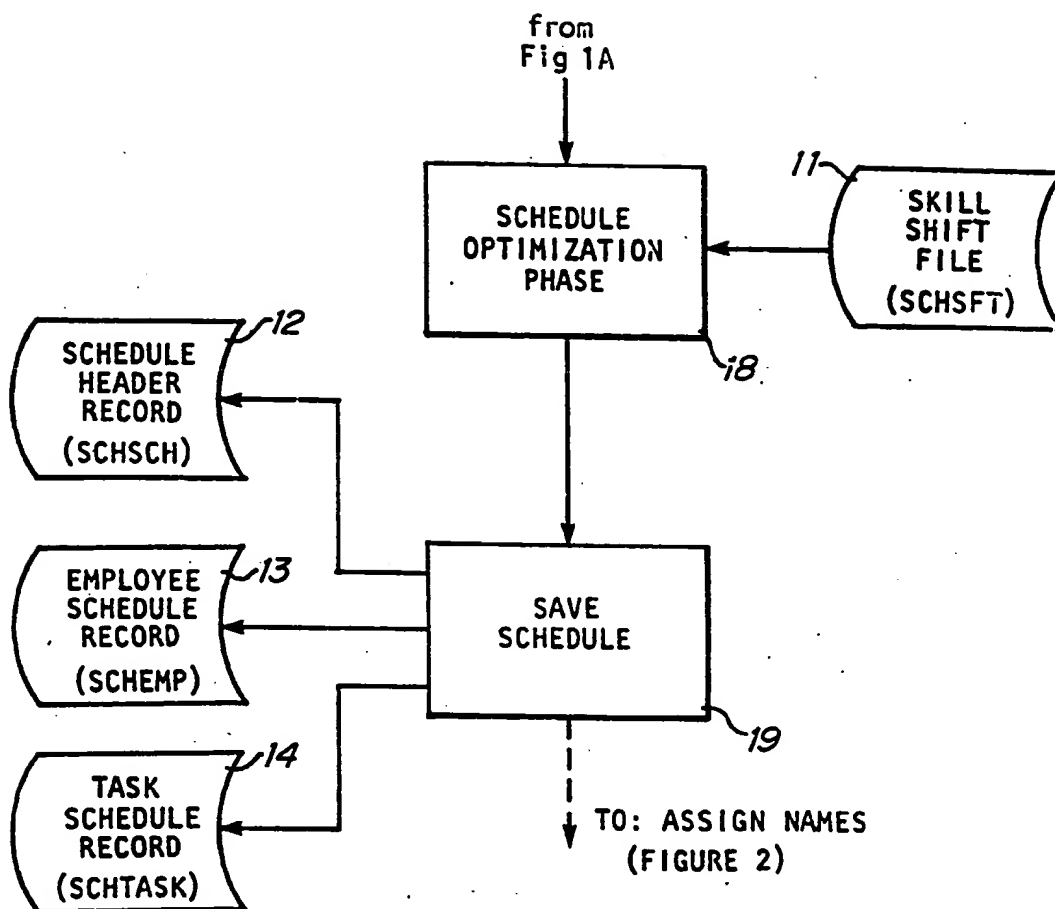 from
Fig 1A
SCHEDULE
OPTIMIZATION
PHASE
18
11
SKILL
SHIFT
FILE
(SCHSFT)
12
SCHEDULE
HEADER
RECORD
(SCHSCH)
13
EMPLOYEE
SCHEDULE
RECORD
(SCHEMP)
SAVE
SCHEDULE
19
14
TASK
SCHEDULE
RECORD
(SCHTASK)
TO: ASSIGN NAMES
(FIGURE 2)